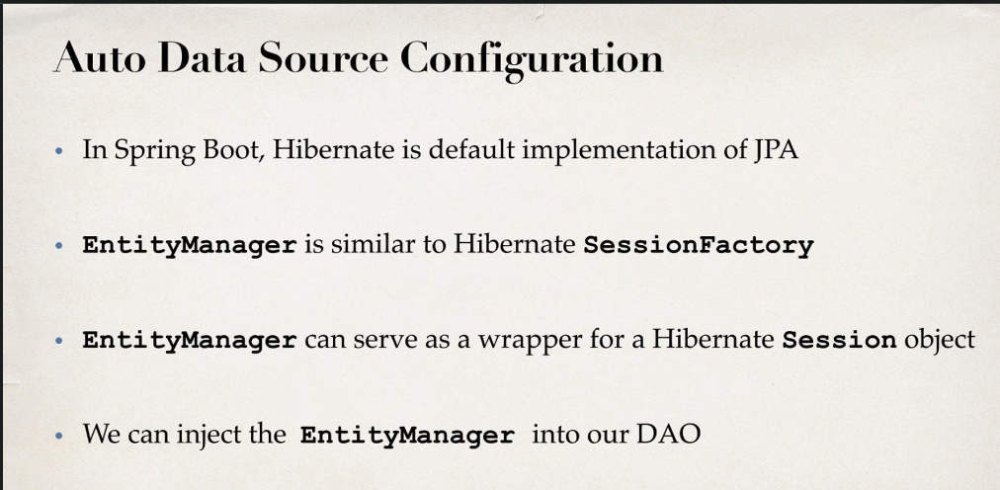 Auto Data Source Configuration
• In Spring Boot, Hibernate is default implementation of JPA
• EntityManager is similar to Hibernate SessionFactory
• EntityManager can serve as a wrapper for a Hibernate Session object
• We can inject the EntityManager into our DAO